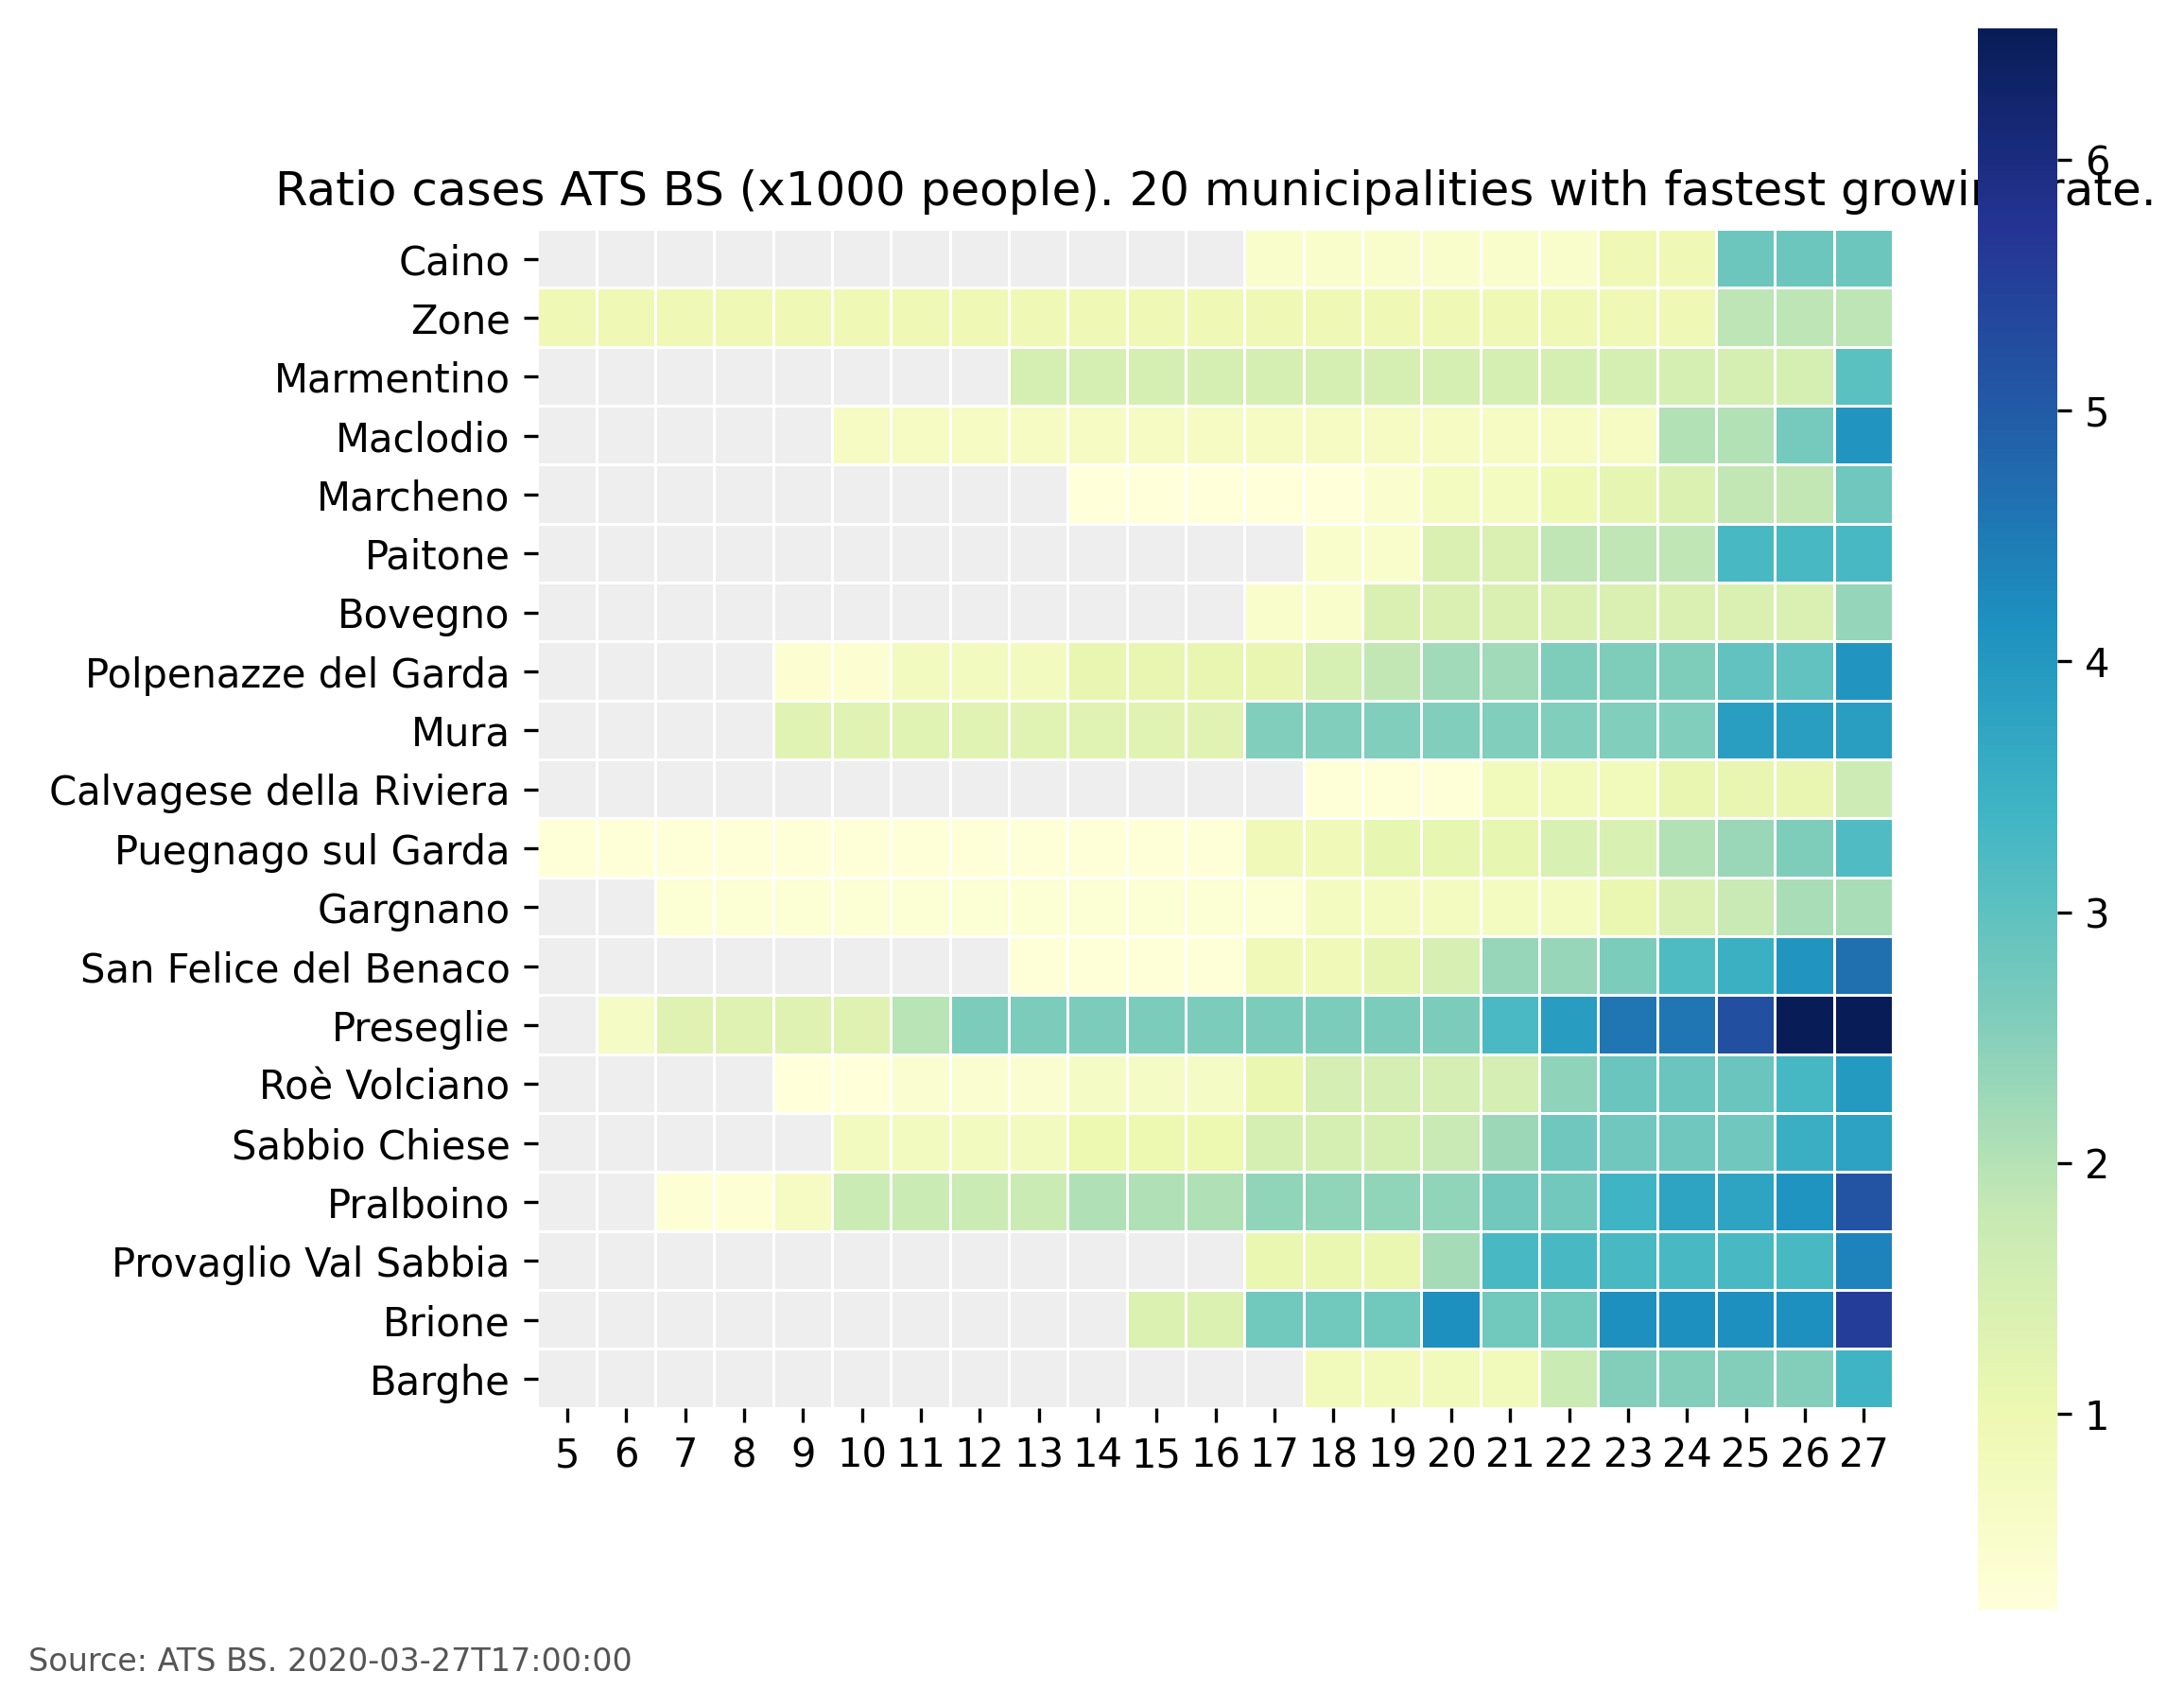 Ratio cases ATS BS (x1000 people). 20 municipalities with fastest growin ate.
Caino
Zone
Marmentino
Maclodio
Marcheno
Paitone
Bovegno
Polpenazze del Garda
Mura
Calvagese della Riviera
Puegnago sul Garda
Gargnano
San Felice del Benaco
Preseglie
Roè Volciano
Sabbio Chiese
Pralboino
Provaglio Val Sabbia
Brione
Barghe
5 6 7 8 9 10 11 12 13 14 15 16 17 18 19 20 21 22 23 24 25 26 27
6
5
4
3
2
1
Source: ATS BS. 2020-03-27T17:00:00